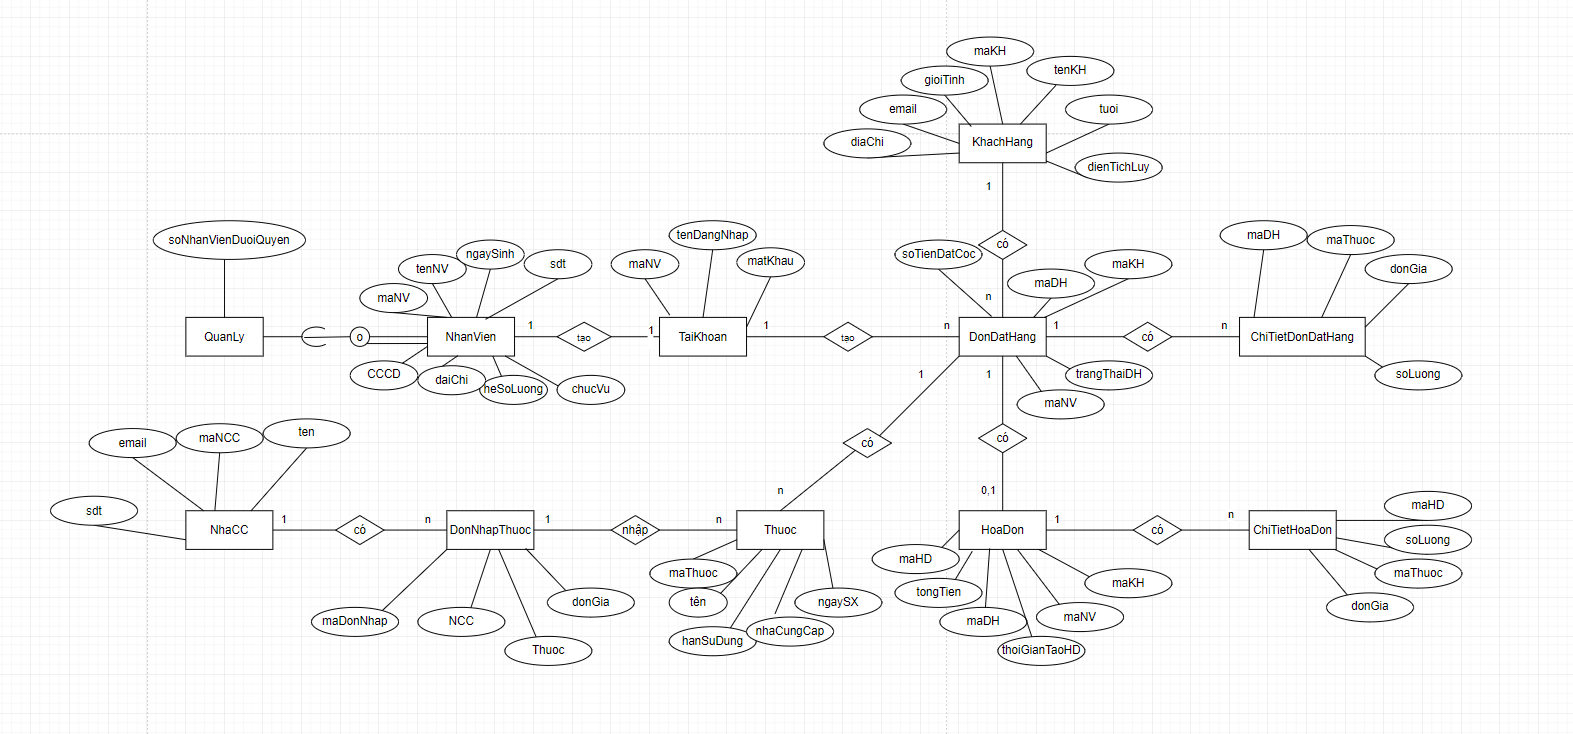 maKH
tenKH
gioiTinh
email
tuoi
diaChi
KhachHang
dienTichLuy
1
có
n
soNhanVienDuoiQuyen
QuanLy
o
tenNV
ngaySinh
sdt
maNV
NhanVien
CCCD
daiChi
heSoLuong
chucVu
1
tạo
1
maNV
tenDangNhap
matKhau
TaiKhoan
1
tạo
n
soTienDatCoc
maDH
maKH
DonDatHang
trangThaiDH
maNV
1
có
n
maDH
maThuoc
donGia
ChiTietDonDatHang
soLuong
1
có
n
1
có
0,1
email
maNCC
ten
sdt
NhaCC
1
có
n
DonNhapThuoc
maDonNhap
NCC
Thuoc
donGia
1
nhập
n
Thuoc
maThuoc
tên
hanSuDung
nhaCungCap
ngaySX
HoaDon
maHD
tongTien
maDH
thoiGianTaoHD
maNV
maKH
1
có
n
ChiTietHoaDon
maHD
soLuong
maThuoc
donGia